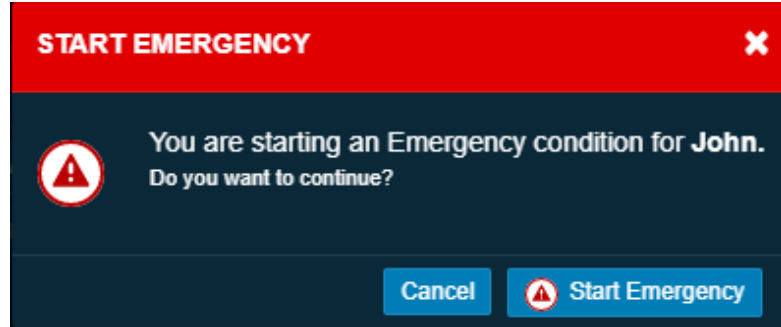 START EMERGENCY
You are starting an Emergency condition for John.
Do you want to continue?
Cancel
Start Emergency